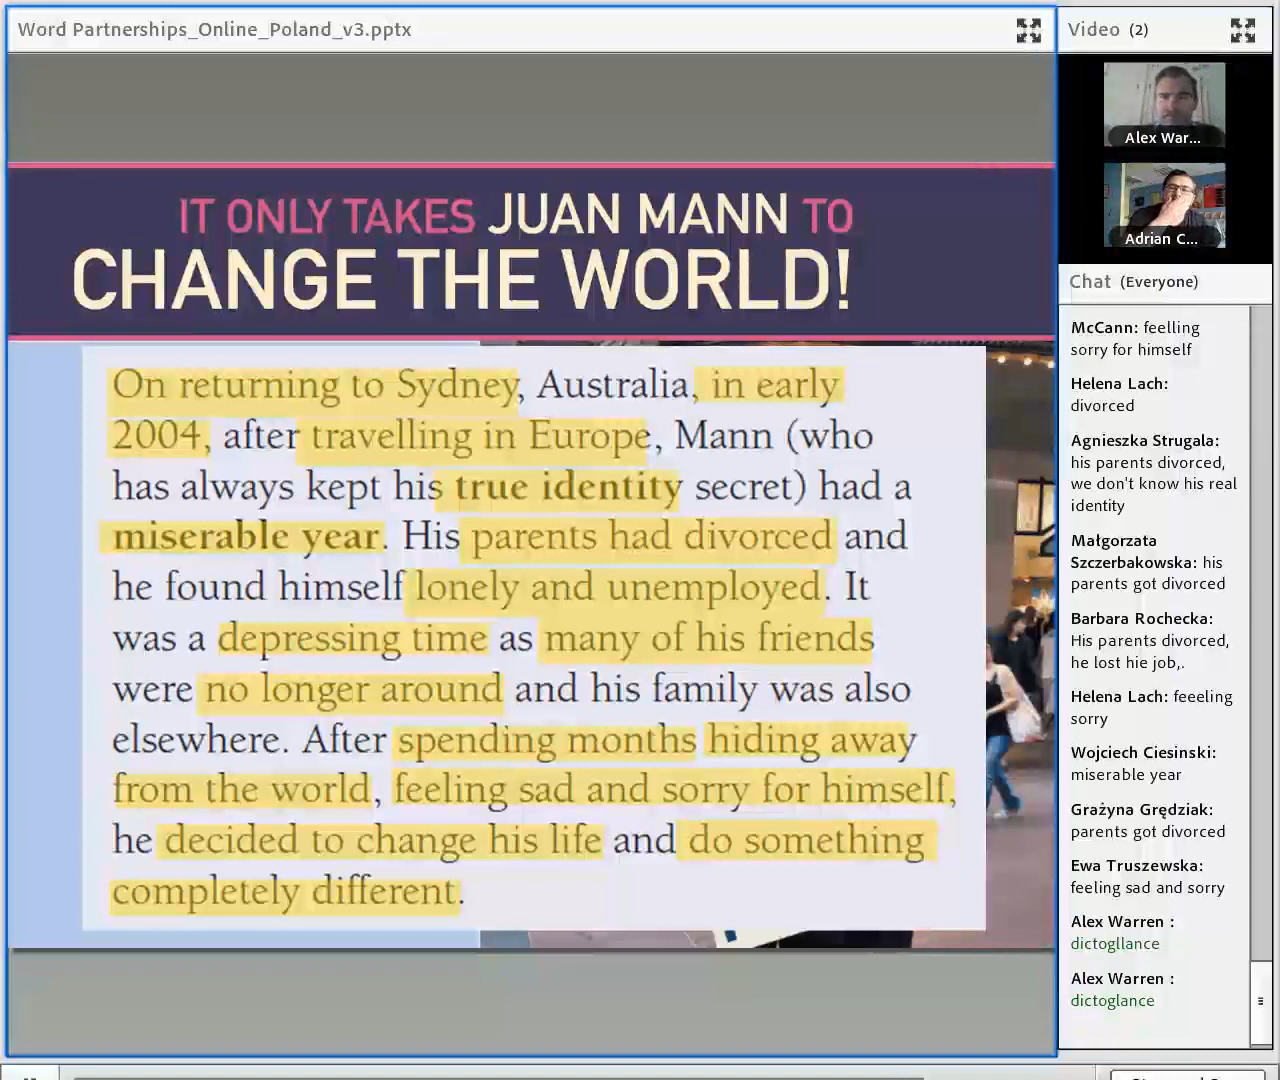 Word Partnerships_Online_Poland_v3.pptx
IT ONLY TAKES JUAN MANN TO
CHANGE THE WORLD!
On returning to Sydney, Australia, in early
2004, after travelling in Europe, Mann (who
has always kept his true identity secret) had a
miserable year. His parents had divorced and
he found himself lonely and unemployed. It
was a depressing time as many of his friends
were no longer around and his family was also
elsewhere. After spending months hiding away
from the world, feeling sad and sorry for himself,
he decided to change his life and do something
completely different.
Video (2)
Alex War...
Adrian C...
Chat (Everyone)
McCann: feelling
sorry for himself
Helena Lach:
divorced
Agnieszka Strugala:
his parents divorced,
we don't know his real
identity
Małgorzata
Szczerbakowska: his
parents got divorced
Barbara Rochecka:
His parents divorced,
he lost hie job,.
Helena Lach: feeeling
sorry
Wojciech Ciesinski:
miserable year
Grażyna Grędziak:
parents got divorced
Ewa Truszewska:
feeling sad and sorry
Alex Warren :
dictogllance
Alex Warren :
dictoglance